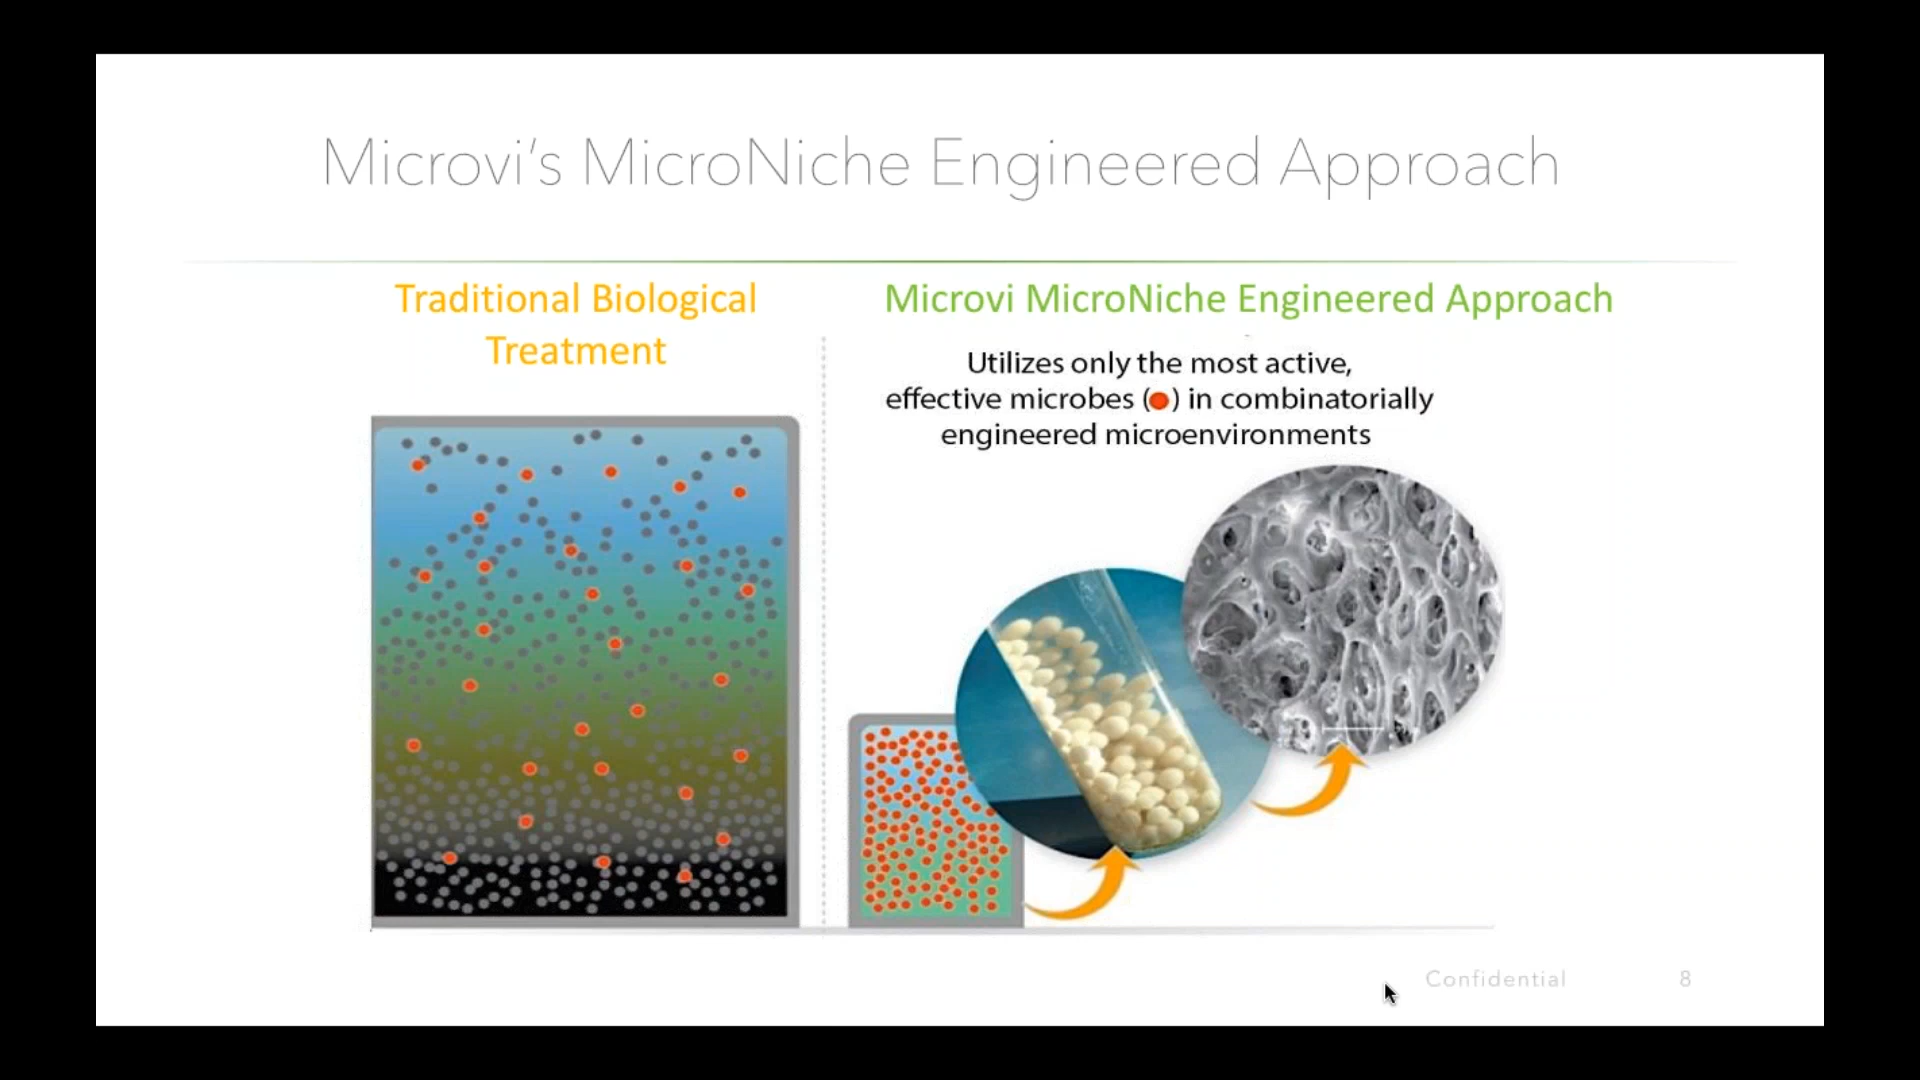 Microvi’s MicroNiche Engineered Approach
Traditional Biological
Treatment
Microvi MicroNiche Engineered Approach
Utilizes only the most active,
effective microbes () in combinatorially
engineered microenvironments
Confidential
8